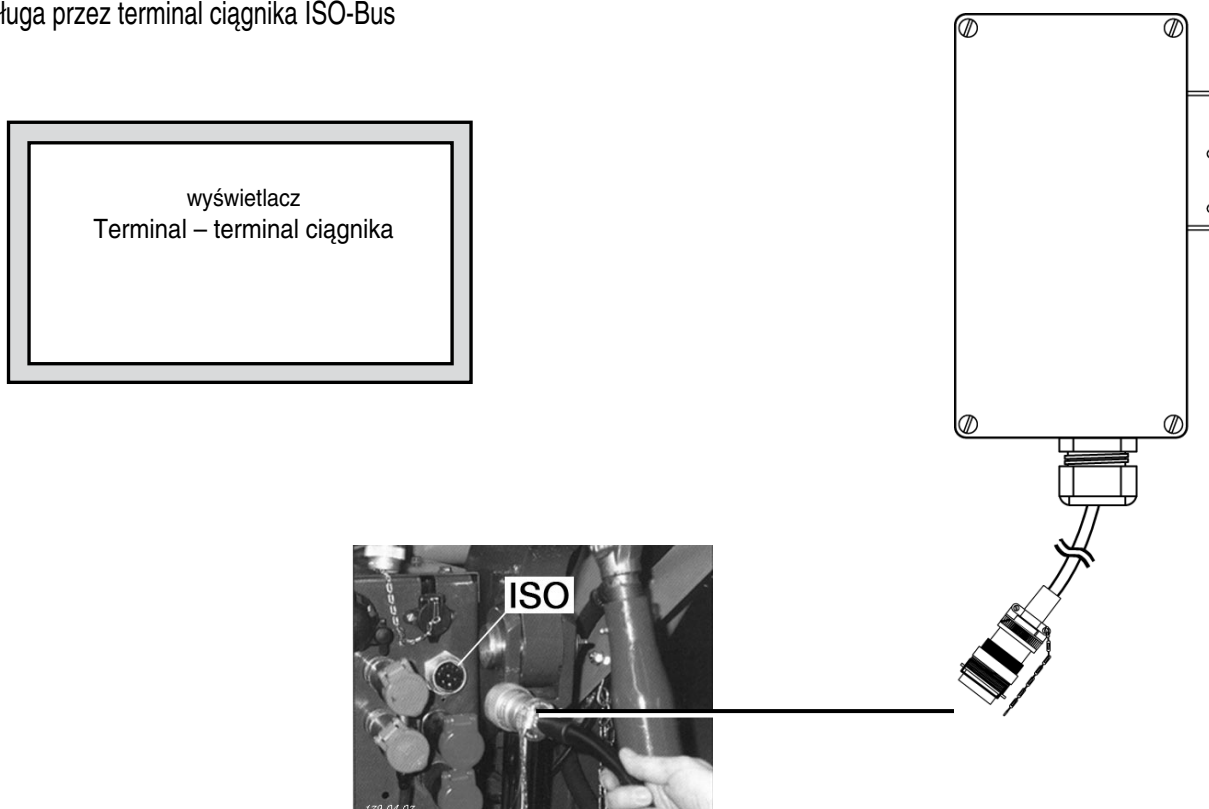 ługa przez terminal ciągnika ISO-Bus
wyświetlacz
Terminal – terminal ciągnika
ISO